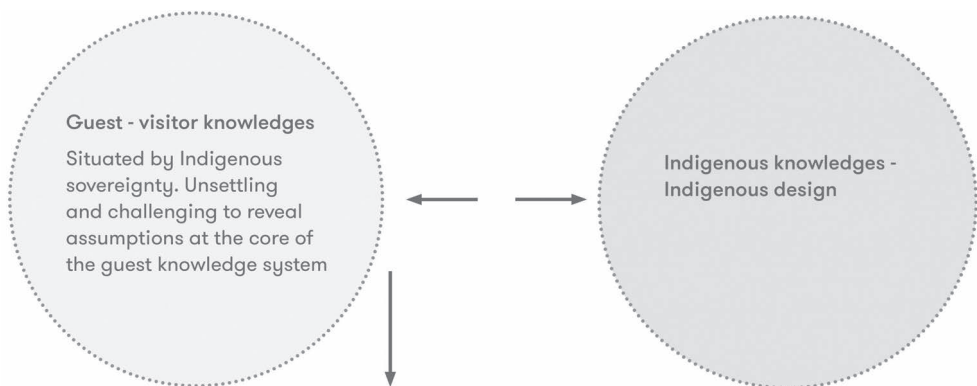 Guest - visitor knowledges
Situated by Indigenous
sovereignty. Unsettling
and challenging to reveal
assumptions at the core of
the guest knowledge system
Indigenous knowledges -
Indigenous design